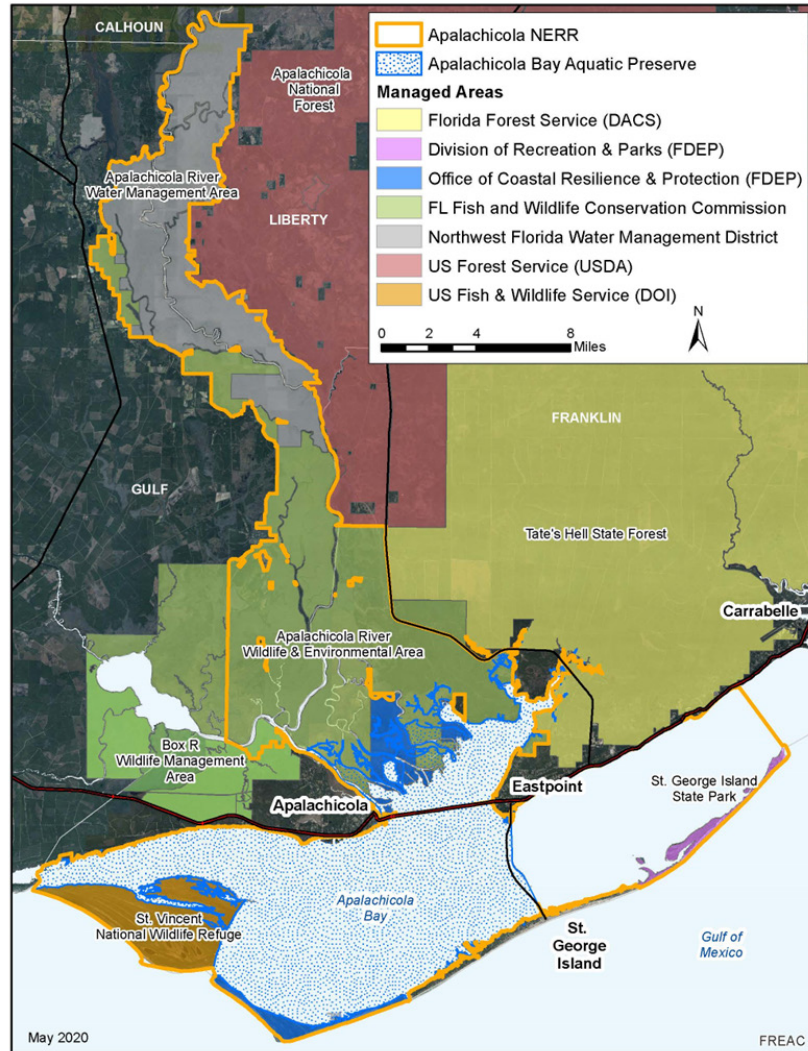 CALHOUN
Apalachicola
National
Forest
Apalachicola NERR
Apalachicola Bay Aquatic Preserve
Managed Areas
Florida Forest Service (DACS)
Division of Recreation & Parks (FDEP)
Office of Coastal Resilience & Protection (FDEP)
FL Fish and Wildlife Conservation Commission
Northwest Florida Water Management District
US Forest Service (USDA)
US Fish & Wildlife Service (DOI)
N
0 2 4 8
Miles
Apalachicola River
Water Management Area
LIBERTY
FRANKLIN
GULF
Tate's Hell State Forest
Carrabelle
Apalachicola River
Wildlife & Environmental Area
Box R
Wildlife Management
Area
Apalachicola
Eastpoint
St. George Island
State Park
St. Vincent
National Wildlife Refuge
Apalachicola
Bay
St.
George
Island
Gulf of
Mexico
May 2020
FREAC